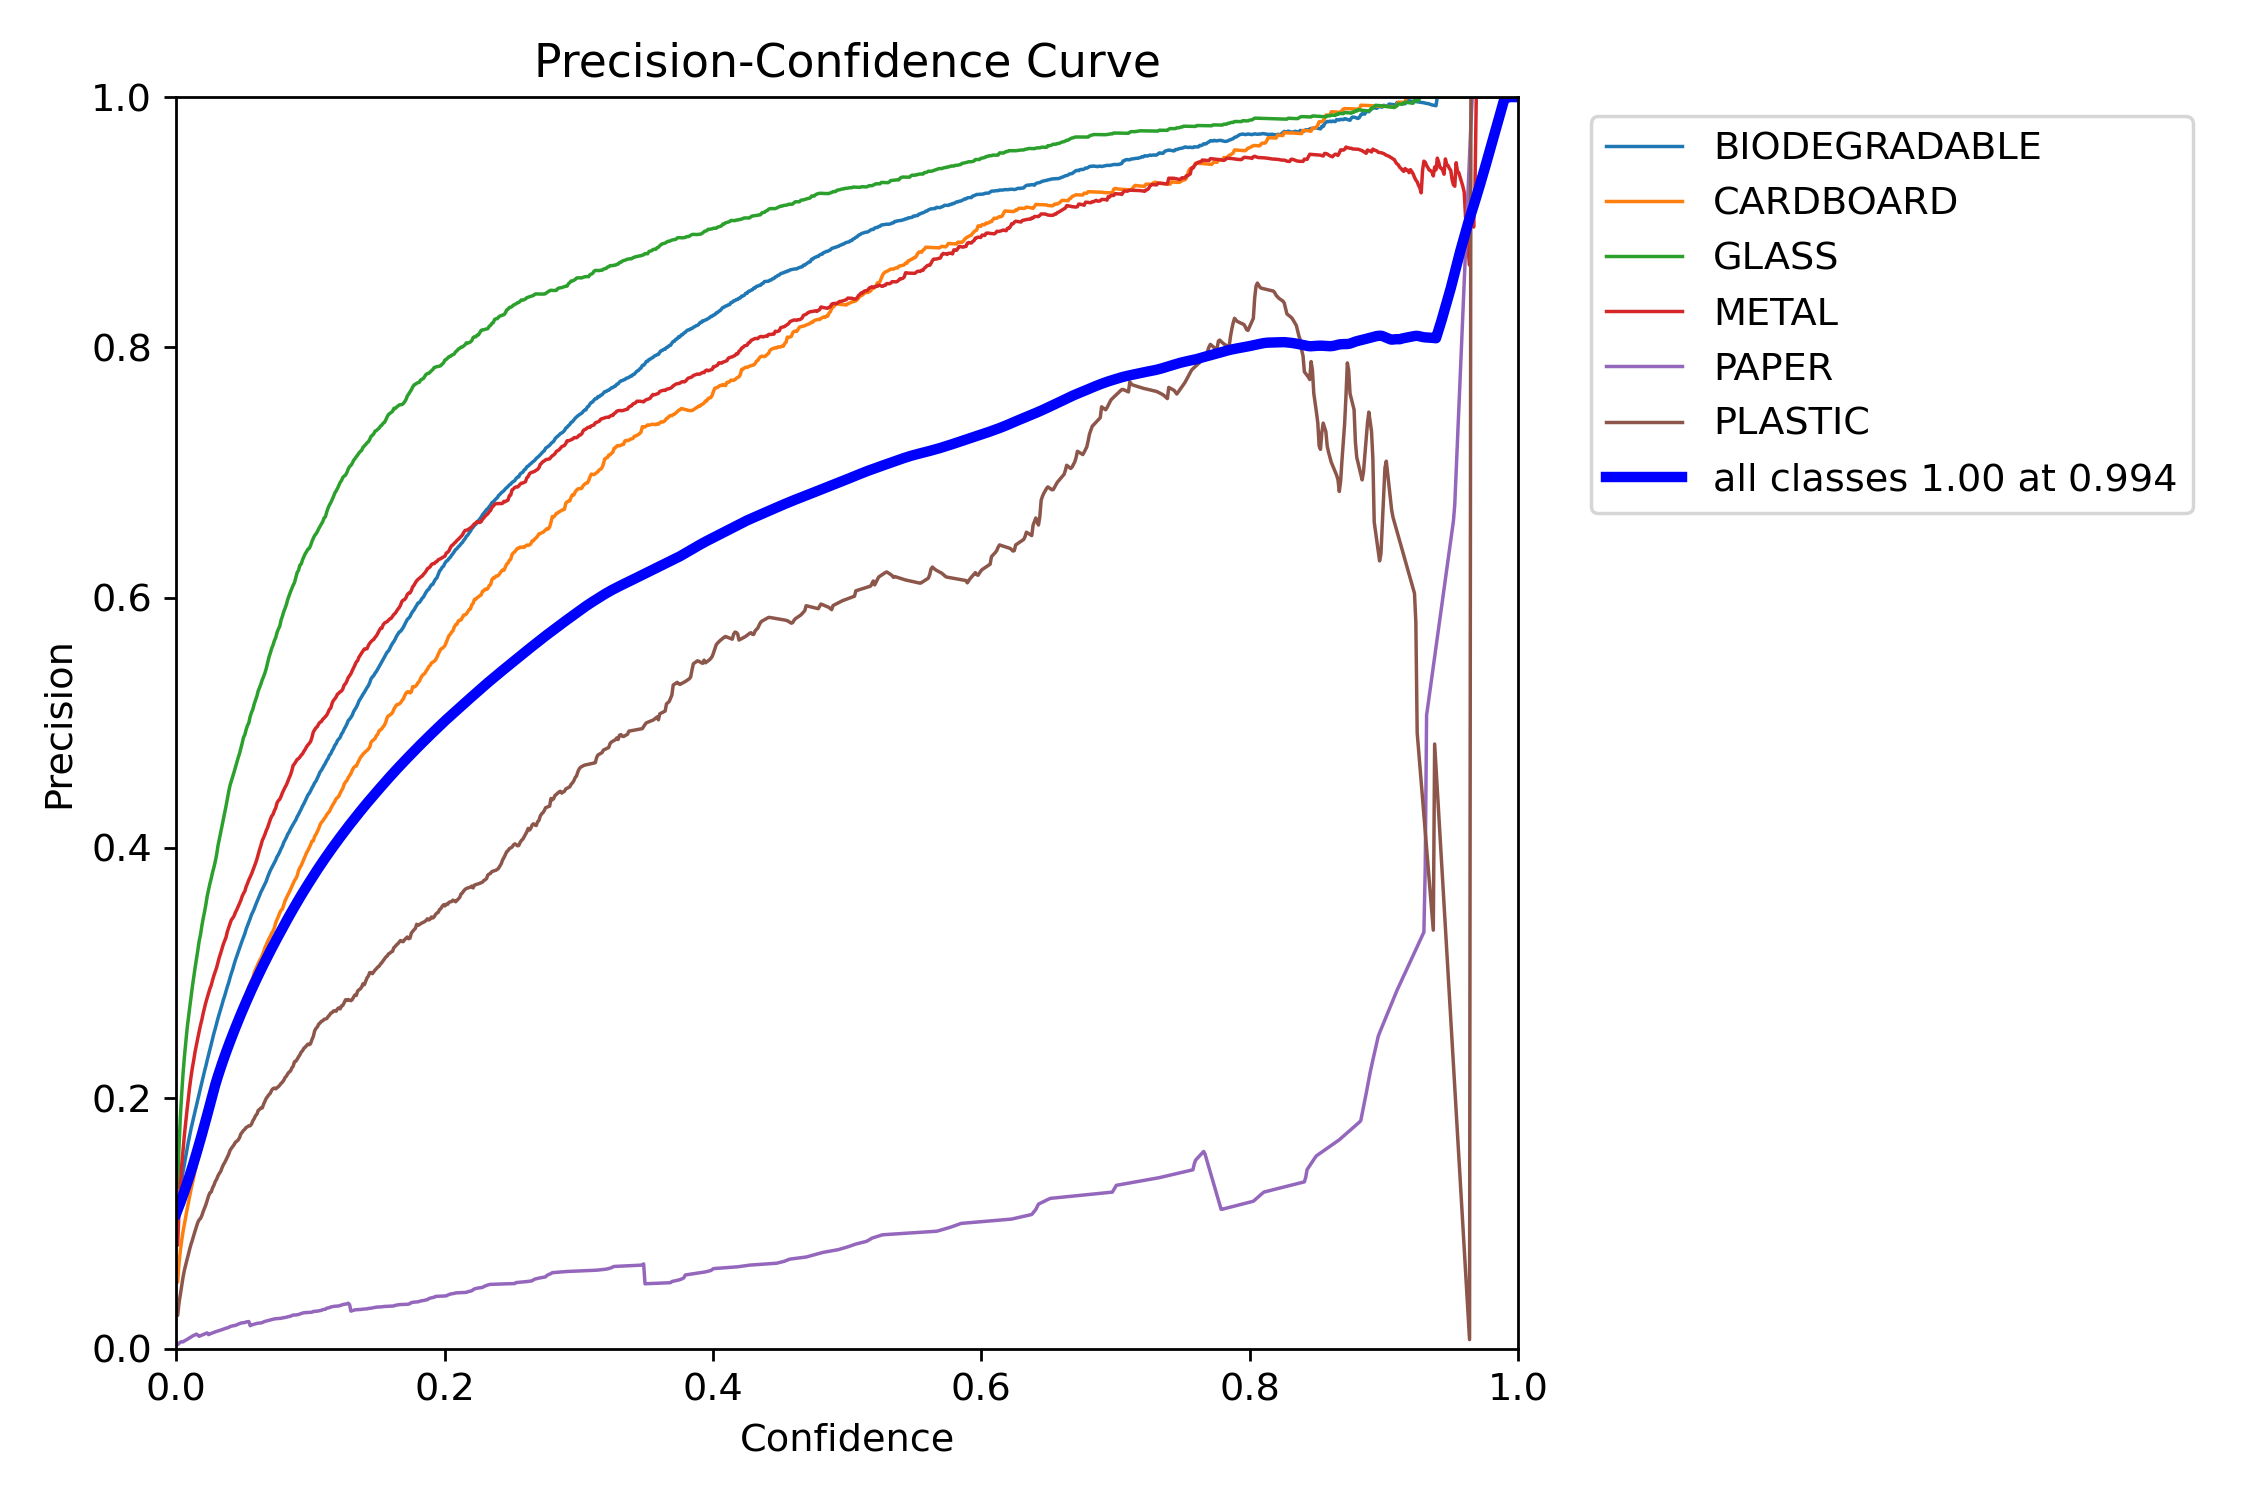 Precision-Confidence Curve
1.0
0.8
0.6
0.4
0.2
0.0
Precision
0.0 0.2 0.4 0.6 0.8 1.0
Confidence
BIODEGRADABLE
CARDBOARD
GLASS
METAL
PAPER
PLASTIC
all classes 1.00 at 0.994